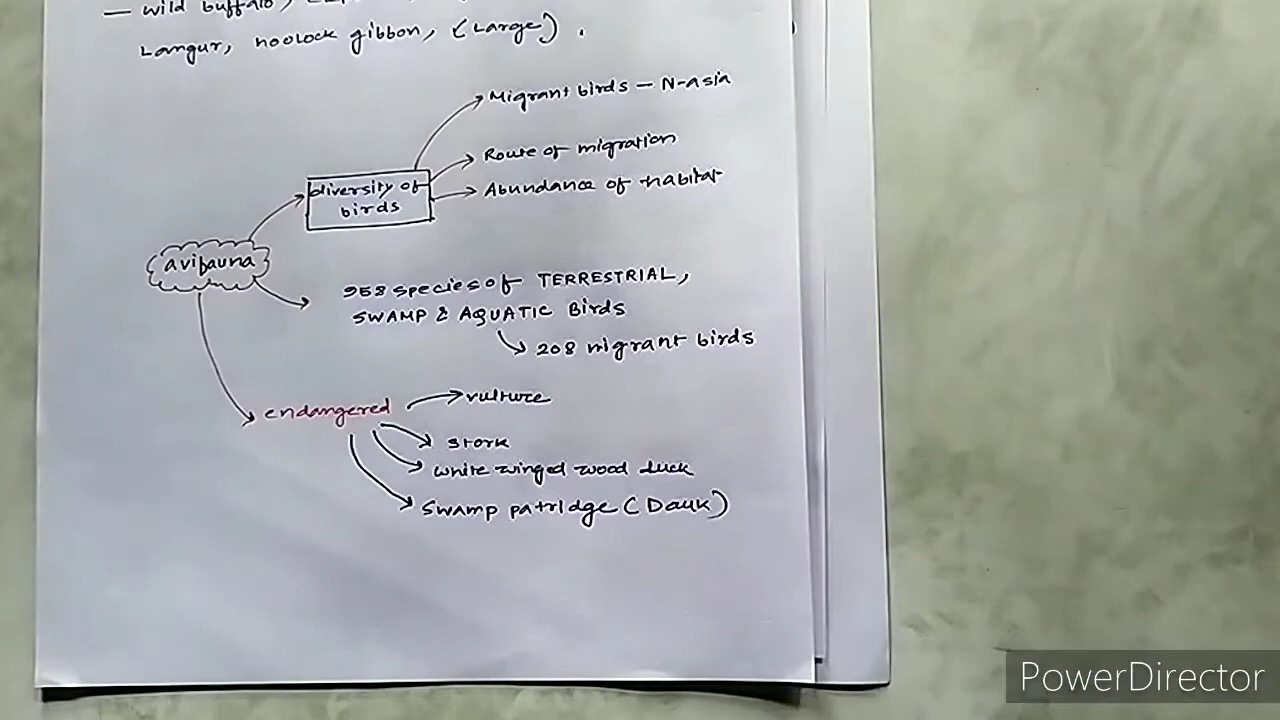 — wild buffalo,
Langur, hoolock gibbon, (Large).
Migrant birds — N-asia
Route of migration
Abundance of habitat
diversity of
birds
avifauna
958 species of TERRESTRIAL,
SWAMP & AQUATIC Birds
208 migrant birds
endangered
vulture
stork
white winged wood duck
Swamp patridge (Dauk)
PowerDirector